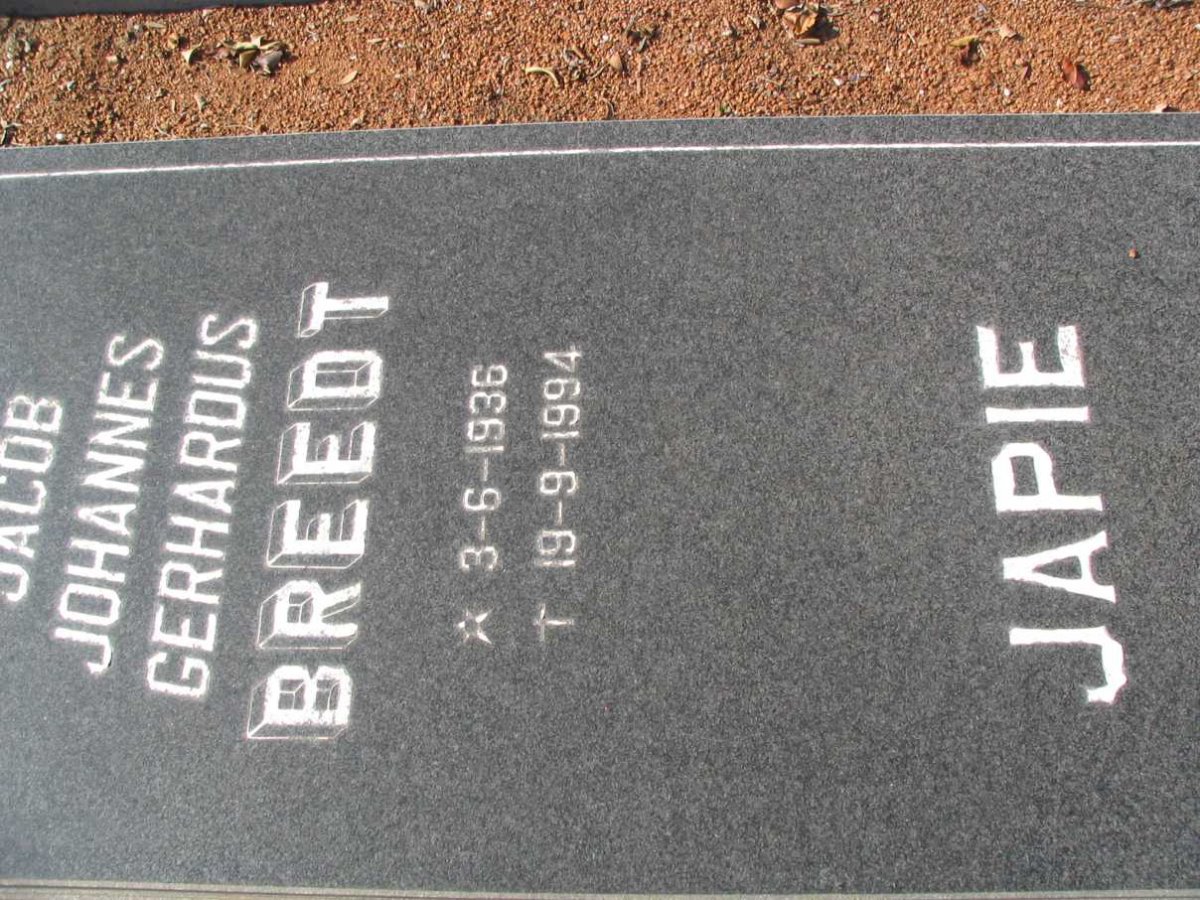 JACOB
JOHANNES
GERHARDUS
BREEDT
☆ 3-6-1936
† 19-9-1994
JAPIE